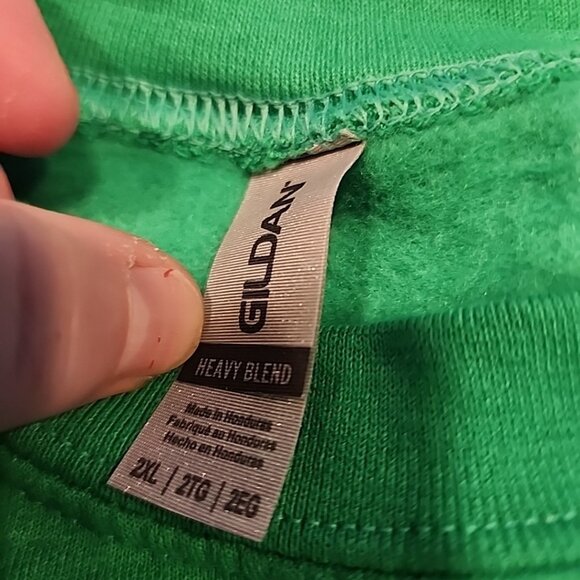 GILDAN
HEAVY BLEND
Made in Honduras
Fabriqué au Honduras
Hecho en Honduras
2XL | 2TG | 2EG